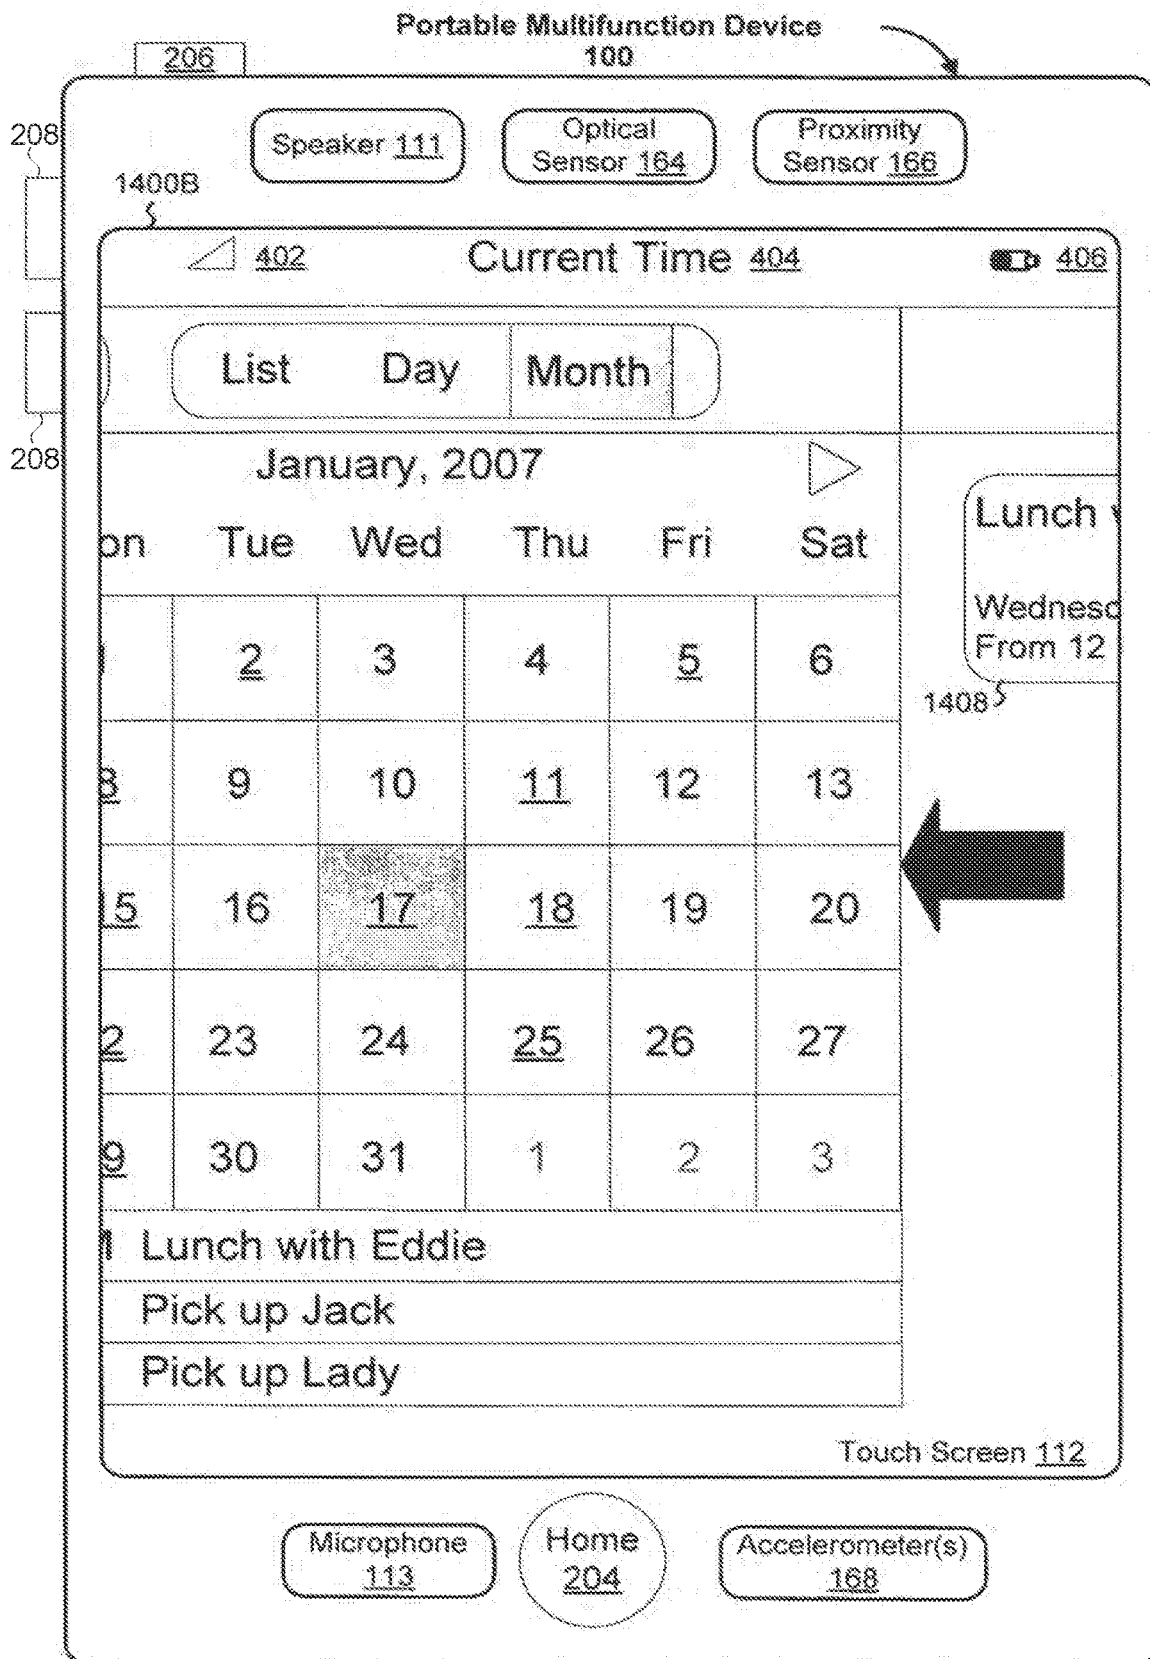 Portable Multifunction Device
100
206
208
Speaker 111
Optical
Sensor 164
Proximity
Sensor 166
1400B
402
Current Time 404
406
List Day Month
208
January, 2007
Lunch
on Tue Wed Thu Fri Sat
Wednesd
From 12
2 3 4 5 6
1408
8 9 10 11 12 13
15 16 17 18 19 20
2 23 24 25 26 27
9 30 31 1 2 3
Lunch with Eddie
Pick up Jack
Pick up Lady
Touch Screen 112
Microphone
113
Home
204
Accelerometer(s)
168